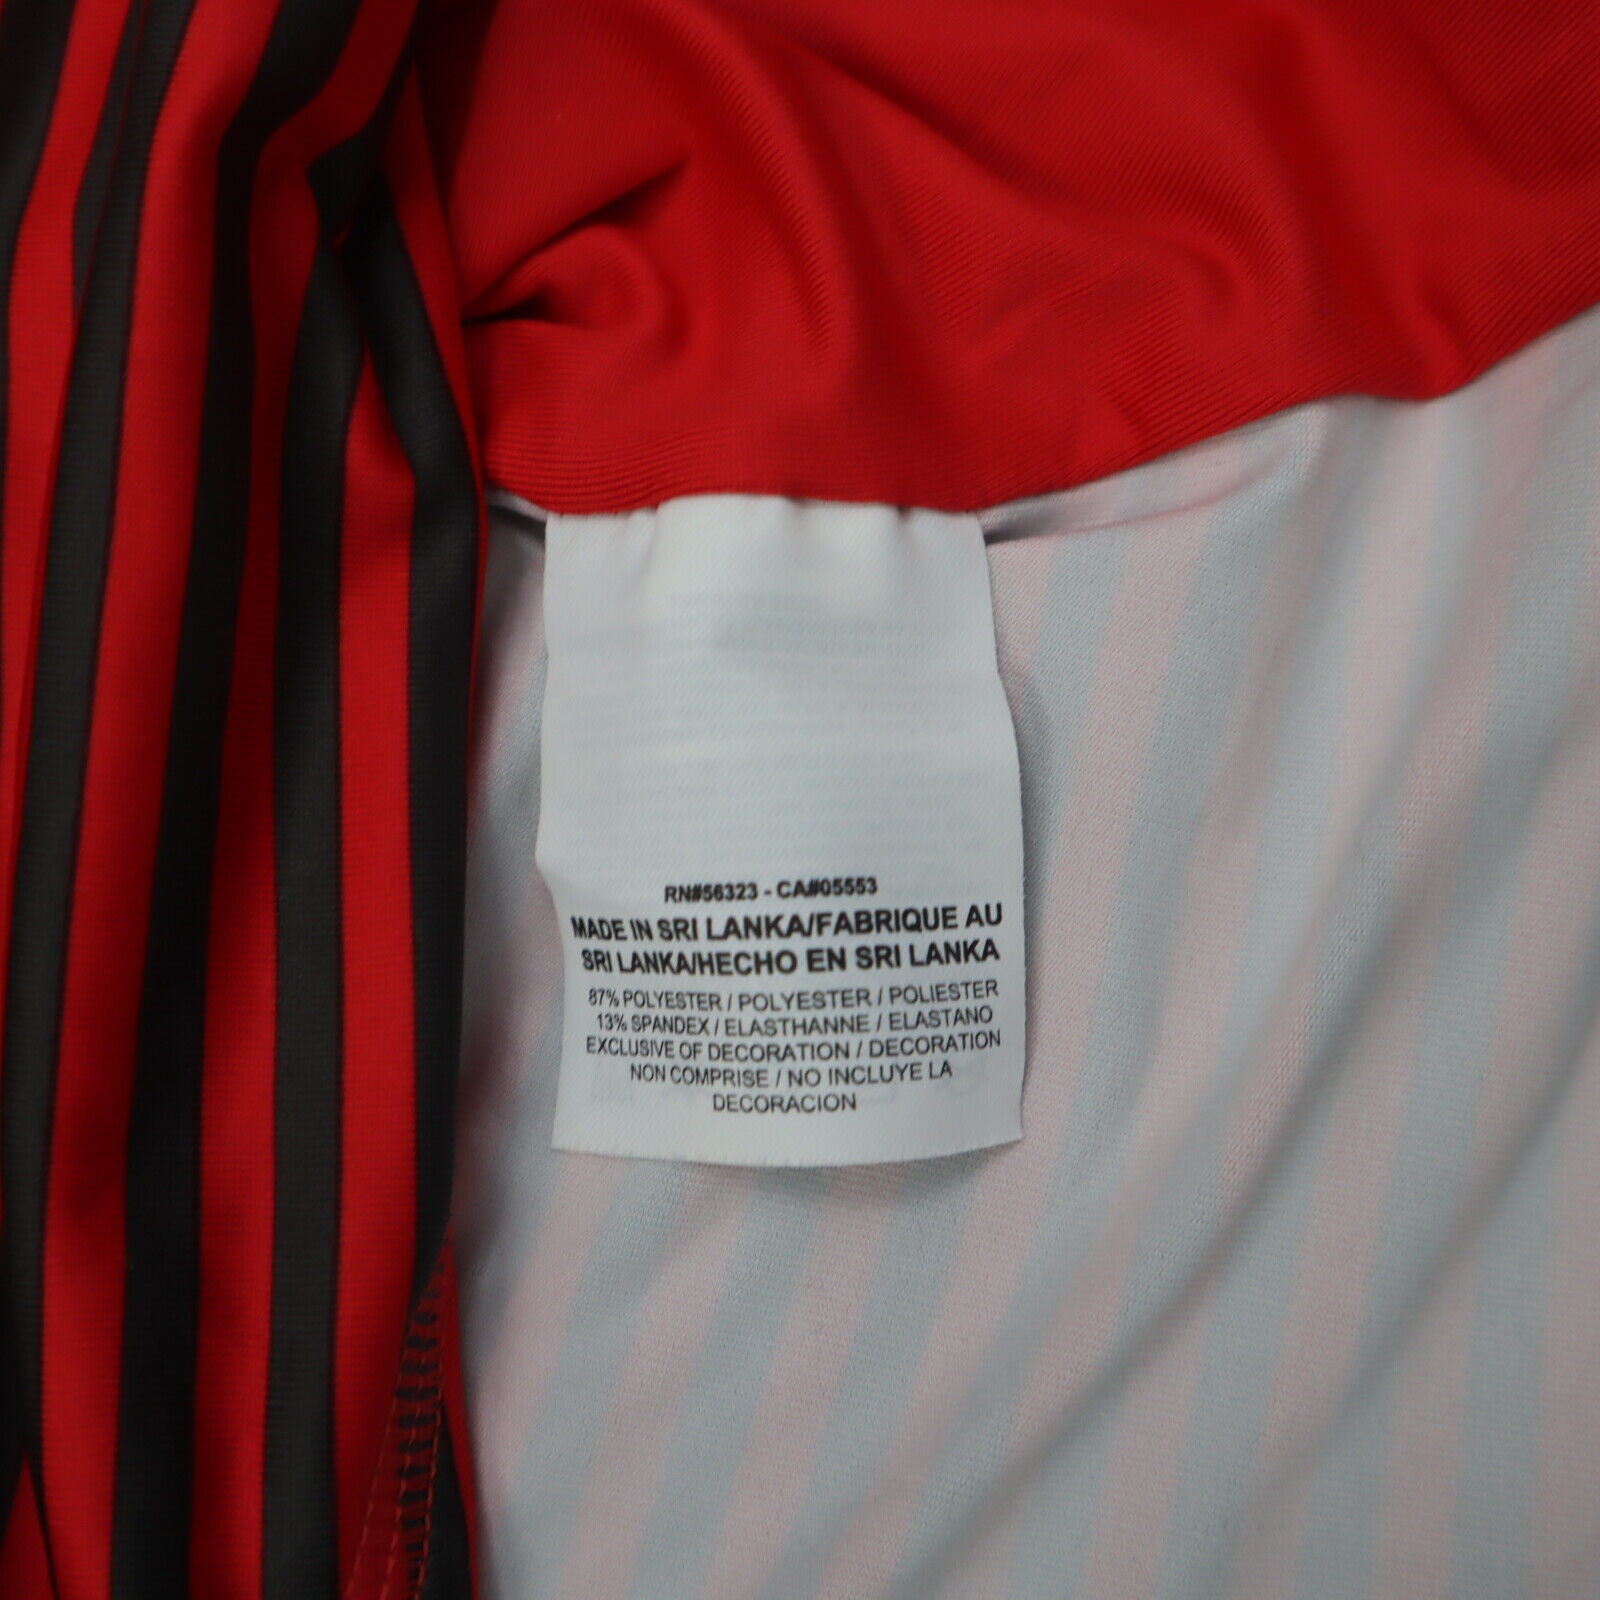 RN#56323 - CA#05553
MADE IN SRI LANKA/FABRIQUE AU
SRI LANKA/HECHO EN SRI LANKA
87% POLYESTER / POLYESTER / POLIESTER
13% SPANDEX / ELASTHANNE / ELASTANO
EXCLUSIVE OF DECORATION / DECORATION
NON COMPRISE / NO INCLUYE LA
DECORACION